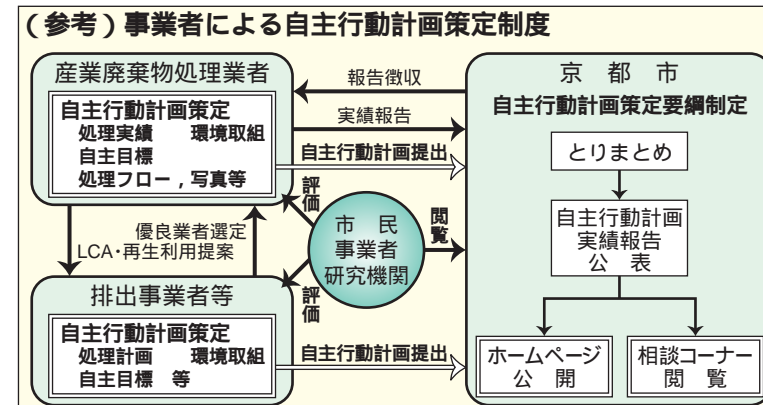 （参考）事業者による自主行動計画策定制度
産業廃棄物処理業者
自主行動計画策定
処理実績　環境取組
自主目標
処理フロー，写真等
報告徴収
実績報告
自主行動計画提出
京　都　市
自主行動計画策定要綱制定
とりまとめ
自主行動計画
実績報告
公　表
ホームページ
公　開
相談コーナー
閲　覧
評価
市　民
事業者
研究機関
閲覧
評価
優良業者選定
LCA・再生利用提案
排出事業者等
自主行動計画策定
処理計画　環境取組
自主目標　等
自主行動計画提出